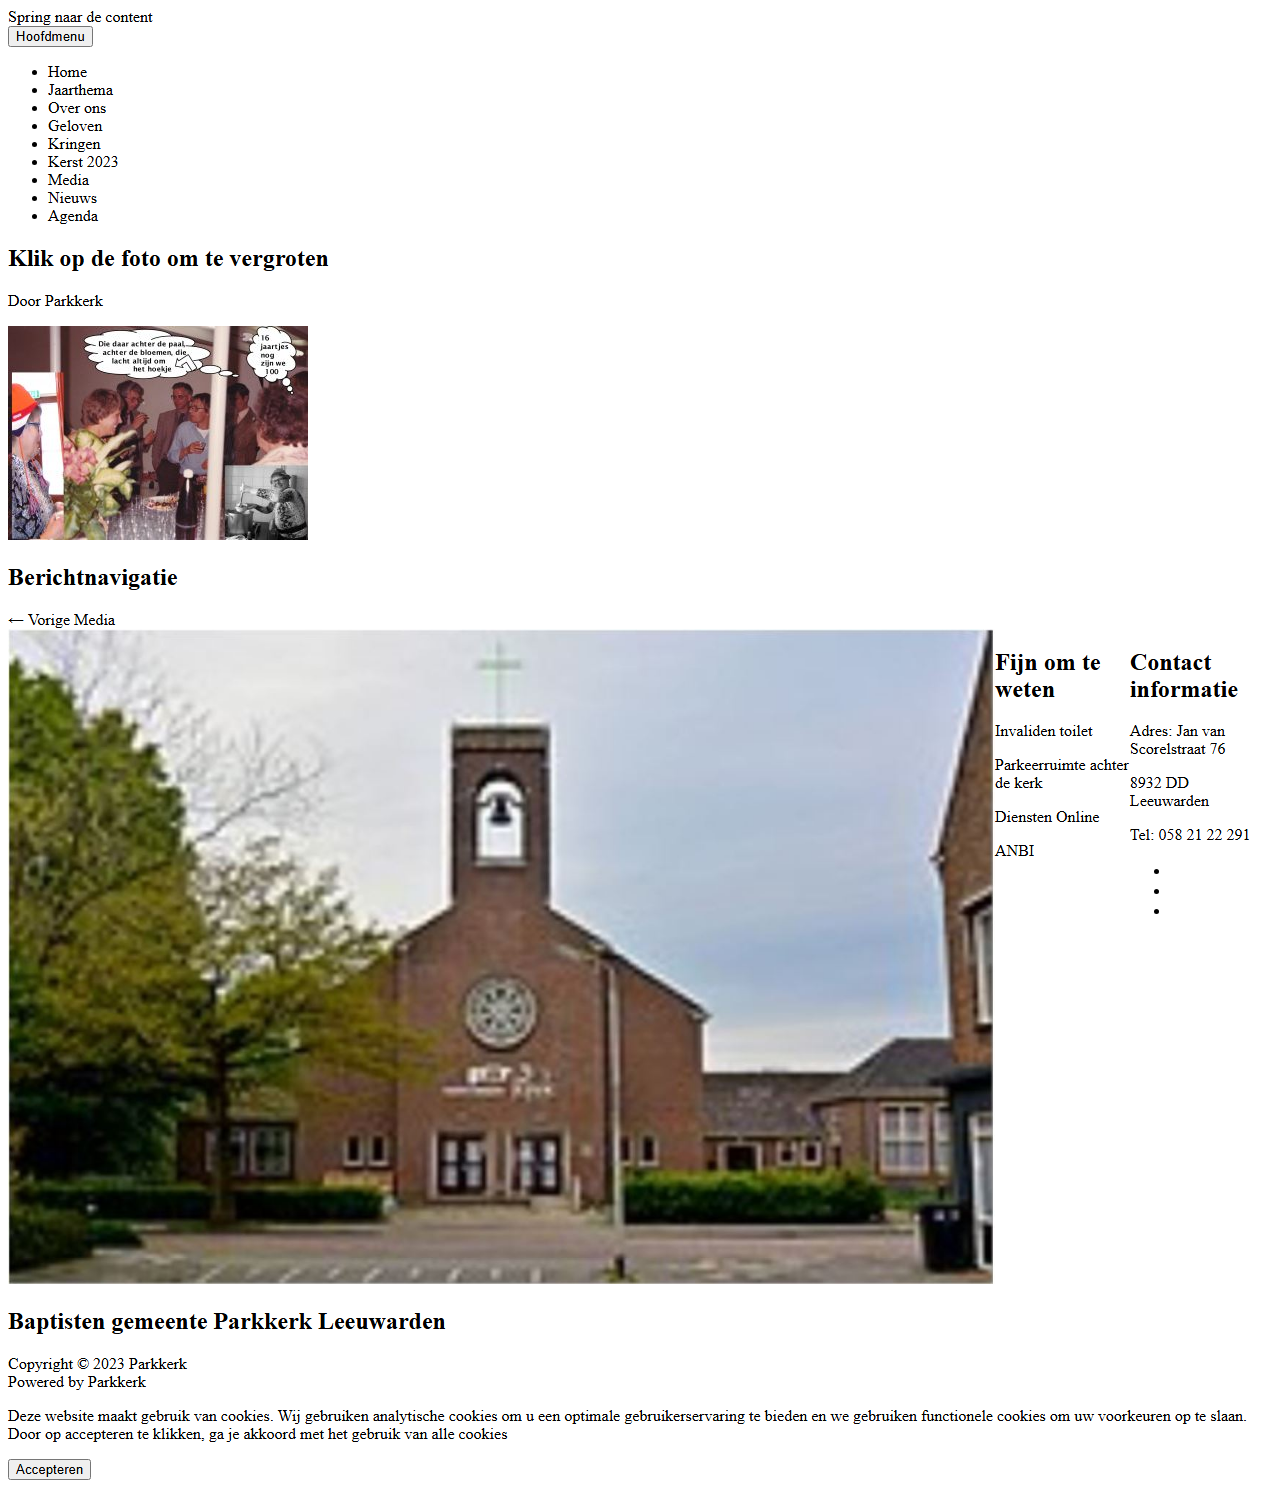 Spring naar de content
Hoofdmenu
Home
Jaarthema
Over ons
Geloven
Kringen
Kerst 2023
Media
Nieuws
Agenda
Klik op de foto om te vergroten
Door Parkkerk
Die daar achter de paal,
achter de bloemen, die
lacht altijd om
het hoekje
16
jaartjes
nog
zijn we
100
Berichtnavigatie
← Vorige Media
Fijn om te
weten
Invaliden toilet
Parkeerruimte achter
de kerk
Diensten Online
ANBI
Contact
informatie
Adres: Jan van
Scorelstraat 76
8932 DD
Leeuwarden
Tel: 058 21 22 291
Baptisten gemeente Parkkerk Leeuwarden
Copyright © 2023 Parkkerk
Powered by Parkkerk
Deze website maakt gebruik van cookies. Wij gebruiken analytische cookies om u een optimale gebruikerservaring te bieden en we gebruiken functionele cookies om uw voorkeuren op te slaan.
Door op accepteren te klikken, ga je akkoord met het gebruik van alle cookies
Accepteren